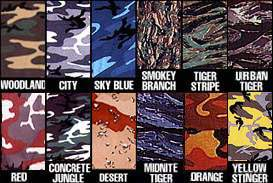 WOODLAND
CITY
SKY BLUE
SMOKEY
BRANCH
TIGER
STRIPE
URBAN
TIGER
RED
CONCRETE
JUNGLE
DESERT
MIDNITE
TIGER
ORANGE
YELLOW
STINGER